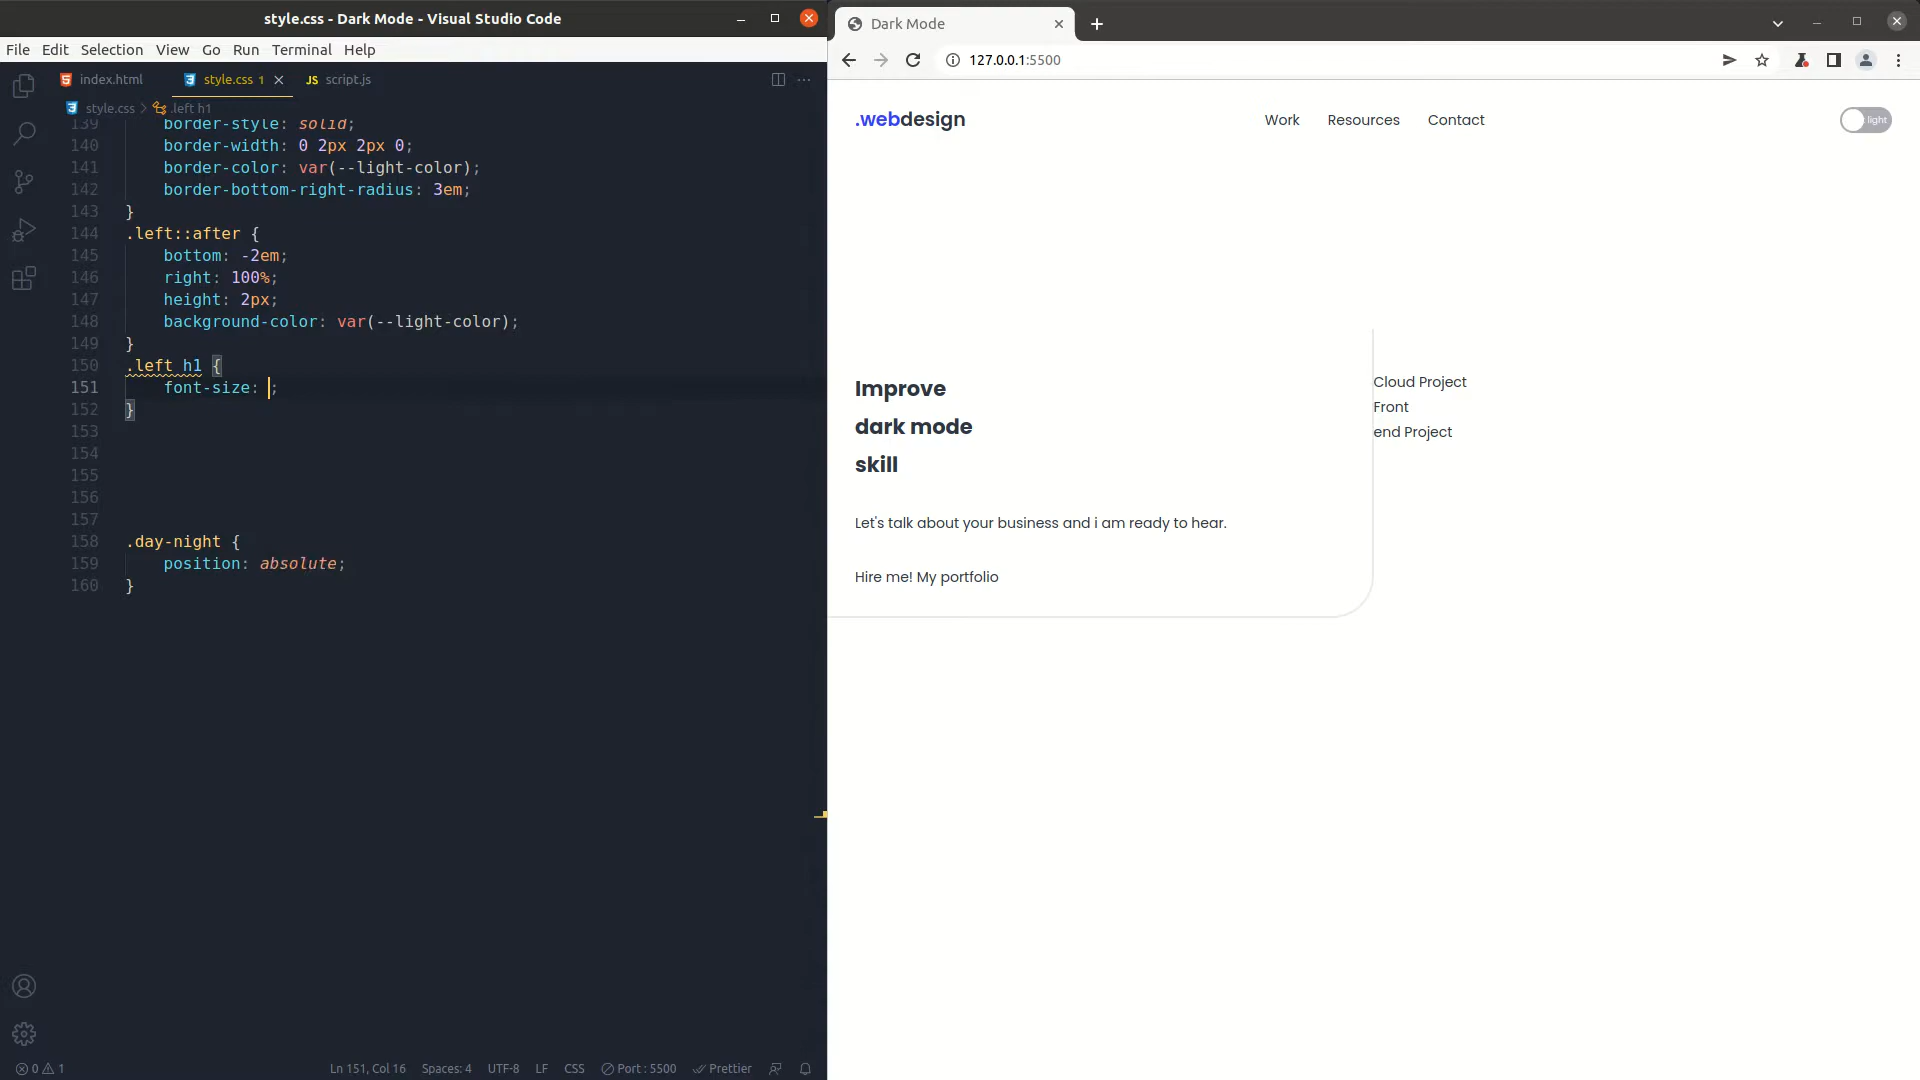 style.css - Dark Mode - Visual Studio Code
File Edit Selection View Go Run Terminal Help
index.html style.css 1 JS script.js
style.css .left h1
139 border-style: solid;
140 border-width: 0 2px 2px 0;
141 border-color: var(--light-color);
142 border-bottom-right-radius: 3em;
143 }
144 .left::after {
145 bottom: -2em;
146 right: 100%;
147 height: 2px;
148 background-color: var(--light-color);
149 }
150 .left h1 {
151 font-size: ;
152 }
153
154
155
156
157
158 .day-night {
159 position: absolute;
160 }
0 1 Ln 151, Col 16 Spaces: 4 UTF-8 LF CSS Port : 5500 Prettier
Dark Mode
127.0.0.1:5500
.webdesign Work Resources Contact light
Improve
dark mode
skill
Let's talk about your business and i am ready to hear.
Hire me! My portfolio
Cloud Project
Front
end Project